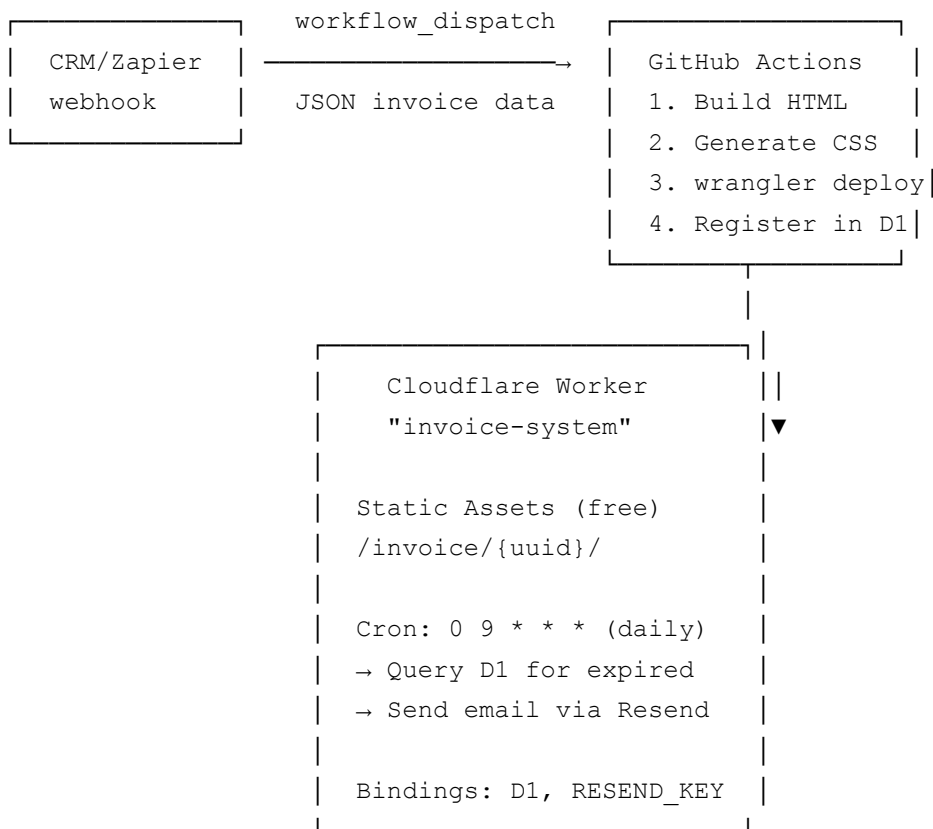 workflow_dispatch
CRM/Zapier
webhook
JSON invoice data
GitHub Actions
1. Build HTML
2. Generate CSS
3. wrangler deploy
4. Register in D1
Cloudflare Worker
"invoice-system"
Static Assets (free)
/invoice/{uuid}/
Cron: 0 9 * * * (daily)
→ Query D1 for expired
→ Send email via Resend
Bindings: D1, RESEND_KEY